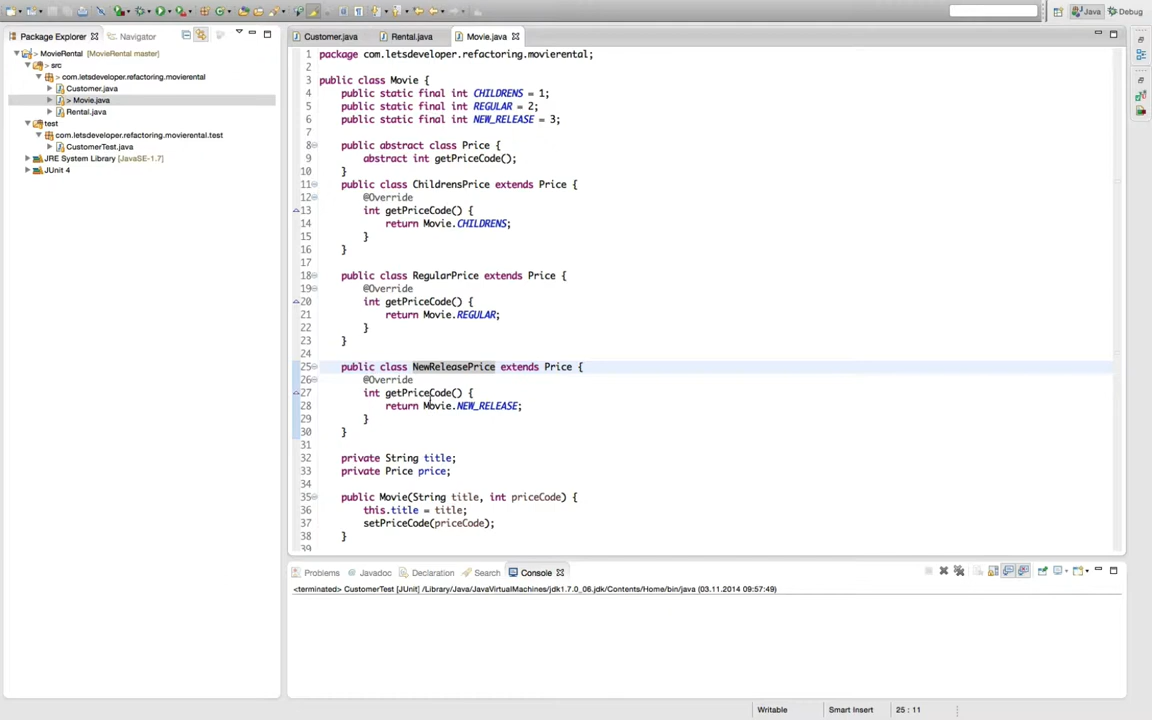 Java
Debug
Package Explorer
Navigator
> MovieRental (MovieRental master)
> src
> com.letsdeveloper.refactoring.movierental
Customer.java
> Movie.java
Rental.java
test
com.letsdeveloper.refactoring.movierental.test
CustomerTest.java
JRE System Library [JavaSE-1.7]
JUnit 4
Customer.java
Rental.java
Movie.java
1 package com.letsdeveloper.refactoring.movierental;
2
3 public class Movie {
4 public static final int CHILDRENS = 1;
5 public static final int REGULAR = 2;
6 public static final int NEW_RELEASE = 3;
7
8 public abstract class Price {
9 abstract int getPriceCode();
10 }
11 public class ChildrensPrice extends Price {
12 @Override
13 int getPriceCode() {
14 return Movie.CHILDRENS;
15 }
16 }
17
18 public class RegularPrice extends Price {
19 @Override
20 int getPriceCode() {
21 return Movie.REGULAR;
22 }
23 }
24
25 public class NewReleasePrice extends Price {
26 @Override
27 int getPriceCode() {
28 return Movie.NEW_RELEASE;
29 }
30 }
31
32 private String title;
33 private Price price;
34
35 public Movie(String title, int priceCode) {
36 this.title = title;
37 setPriceCode(priceCode);
38 }
39
Problems
Javadoc
Declaration
Search
Console
<terminated> CustomerTest [JUnit] /Library/Java/JavaVirtualMachines/jdk1.7.0_06.jdk/Contents/Home/bin/java (03.11.2014 09:57:49)
Writable
Smart Insert
25 : 11